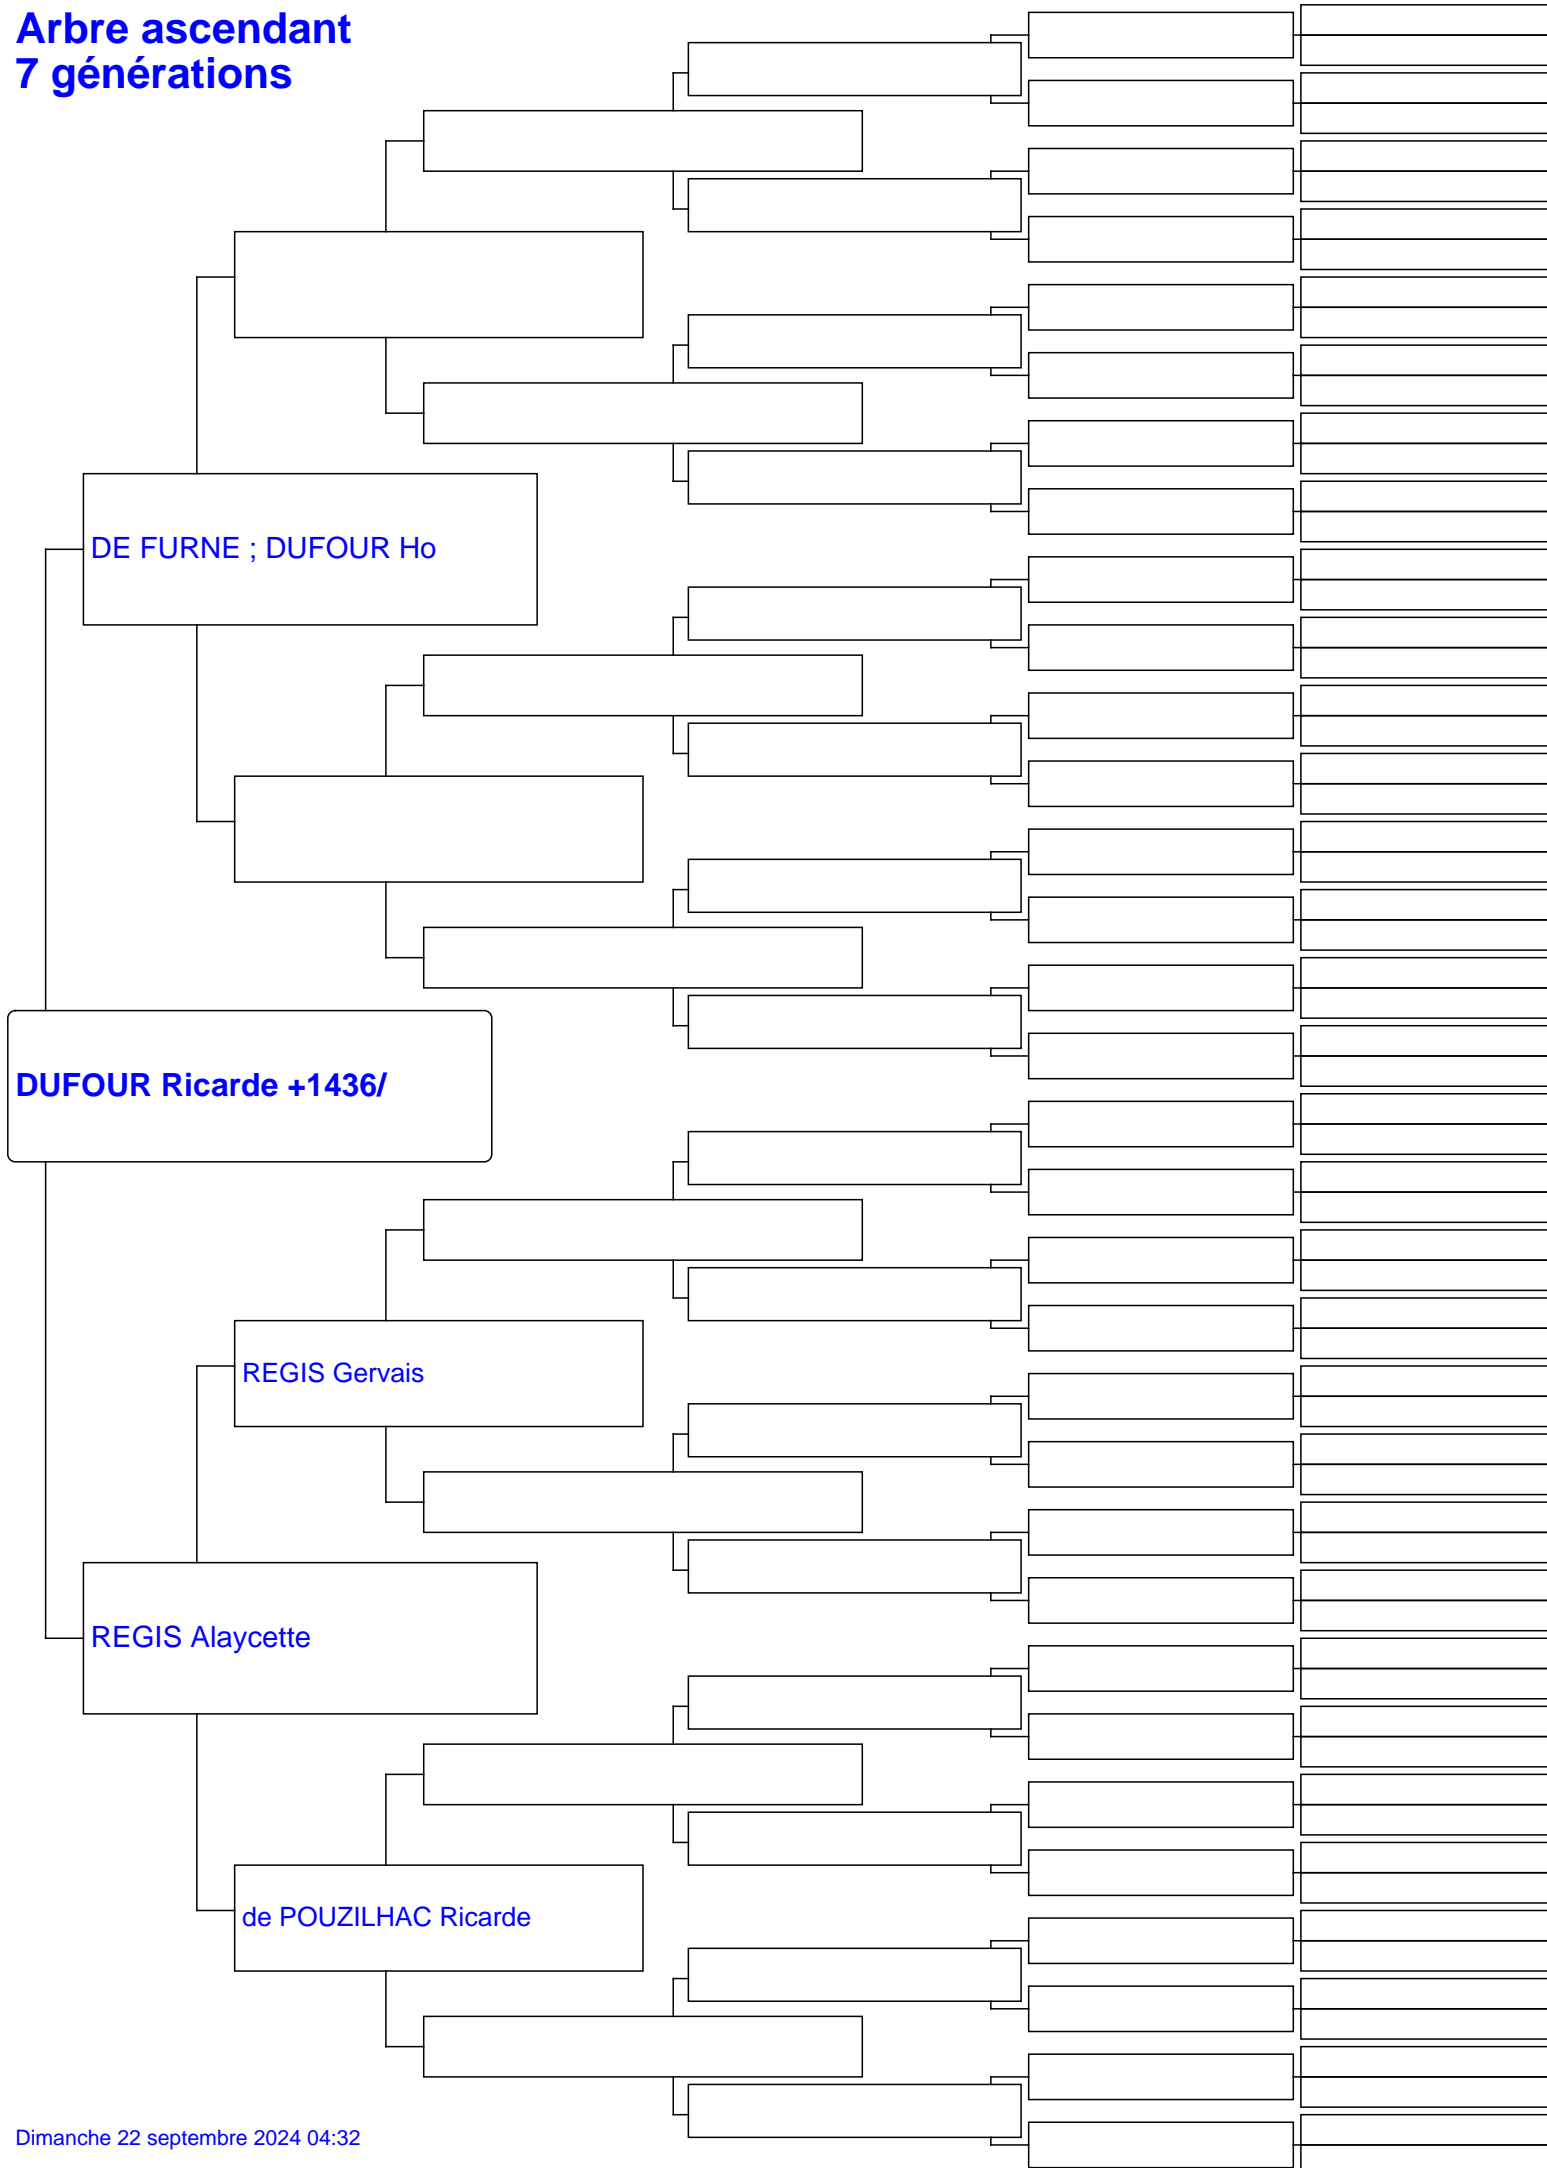 Arbre ascendant
7 générations
DE FURNE ; DUFOUR Ho
DUFOUR Ricarde +1436/
REGIS Gervais
REGIS Alaycette
de POUZILHAC Ricarde
Dimanche 22 septembre 2024 04:32